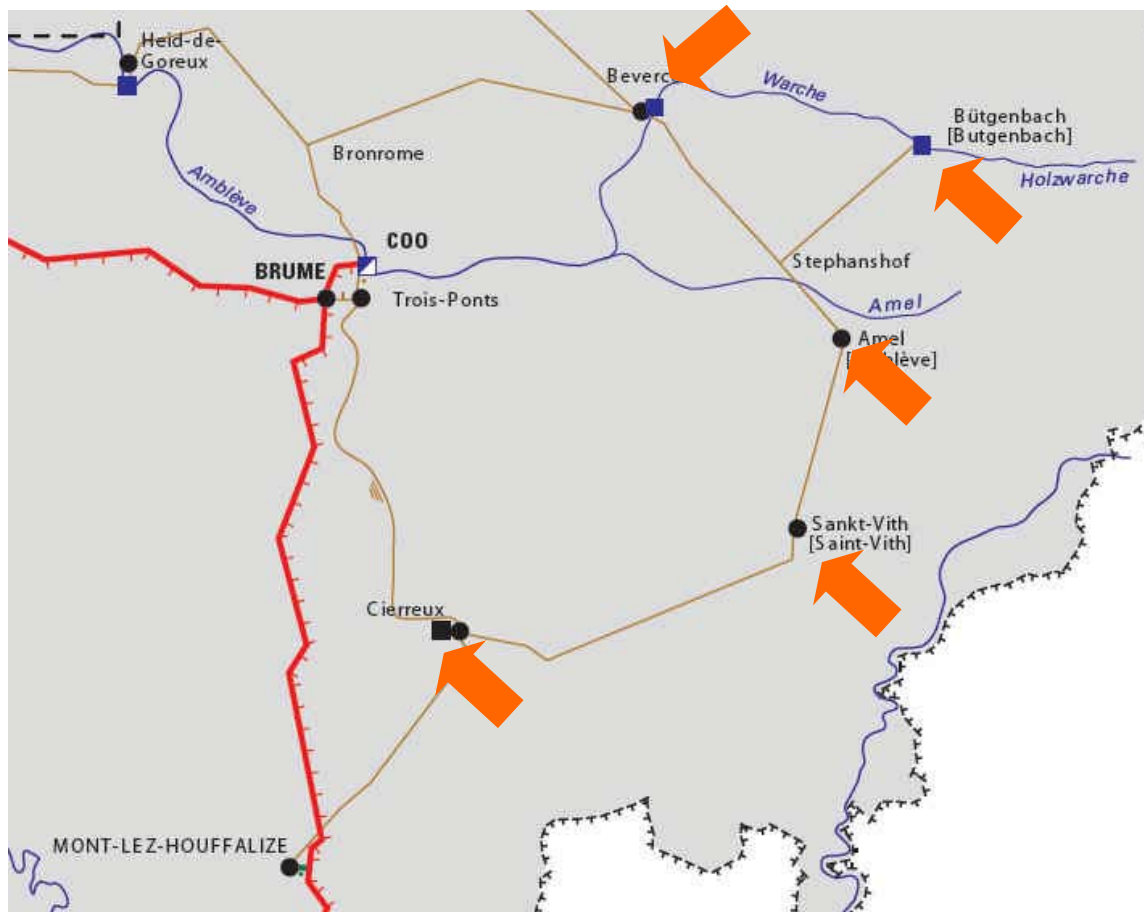 Heid-de-
Goreux
Warche
Bütgenbach
[Butgenbach]
Bronrome
Holzwarche
Amblève
COO
BRUME
Stephanshof
Trois-Ponts
Amel
Amel
Sankt-Vith
[Saint-Vith]
Cierreux
MONT-LEZ-HOUFFALIZE